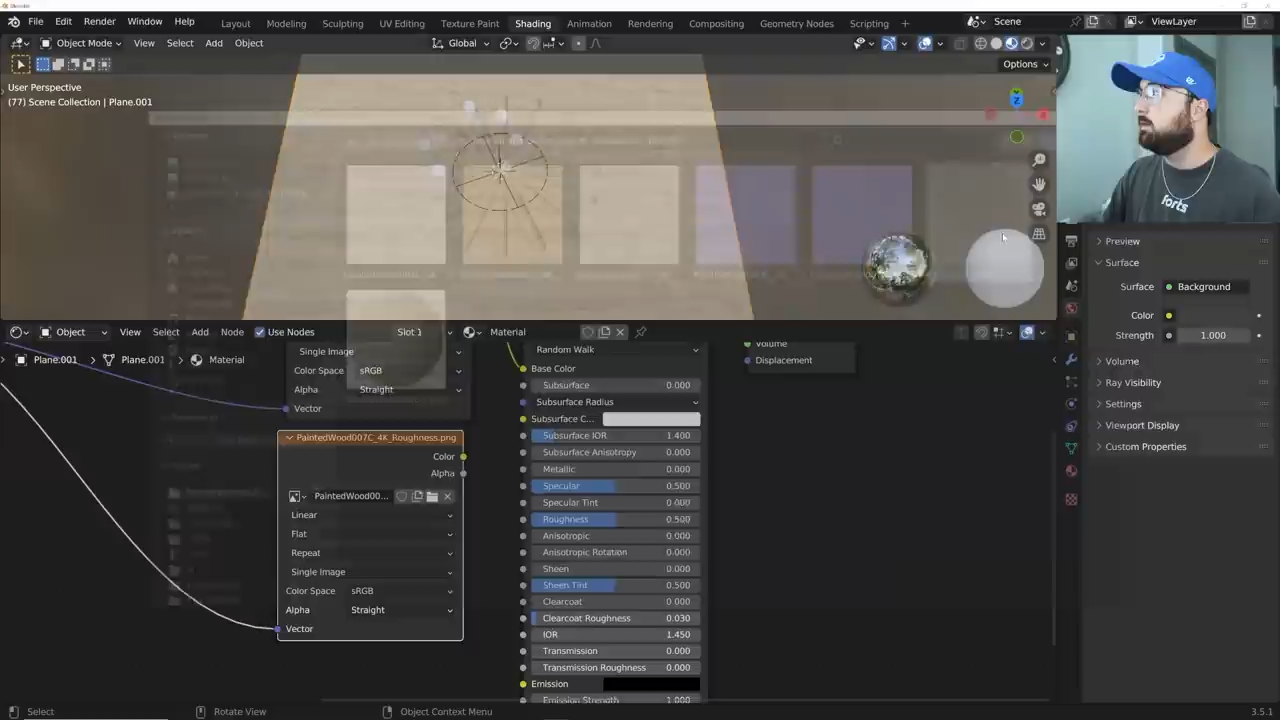 File Edit Render Window Help Layout Modeling Sculpting UV Editing Texture Paint Shading Animation Rendering Compositing Geometry Nodes Scripting + Scene ViewLayer
Object Mode View Select Add Object Global
Options
User Perspective
(77) Scene Collection | Plane.001
Z
forts
Object View Select Add Node Use Nodes Slot 1 Material
Plane.001 Plane.001 Material
Single Image
Color Space sRGB
Alpha Straight
Vector
PaintedWood007C_4K_Roughness.png
Color
Alpha
PaintedWood00...
Linear
Flat
Repeat
Single Image
Color Space sRGB
Alpha Straight
Vector
Random Walk
Base Color
Subsurface 0.000
Subsurface Radius
Subsurface C...
Subsurface IOR 1.400
Subsurface Anisotropy 0.000
Metallic 0.000
Specular 0.500
Specular Tint 0.000
Roughness 0.500
Anisotropic 0.000
Anisotropic Rotation 0.000
Sheen 0.000
Sheen Tint 0.500
Clearcoat 0.000
Clearcoat Roughness 0.030
IOR 1.450
Transmission 0.000
Transmission Roughness 0.000
Emission
Emission Strength 1.000
Volume
Displacement
Preview
Surface
Surface Background
Color
Strength 1.000
Volume
Ray Visibility
Settings
Viewport Display
Custom Properties
Select Rotate View Object Context Menu 3.5.1